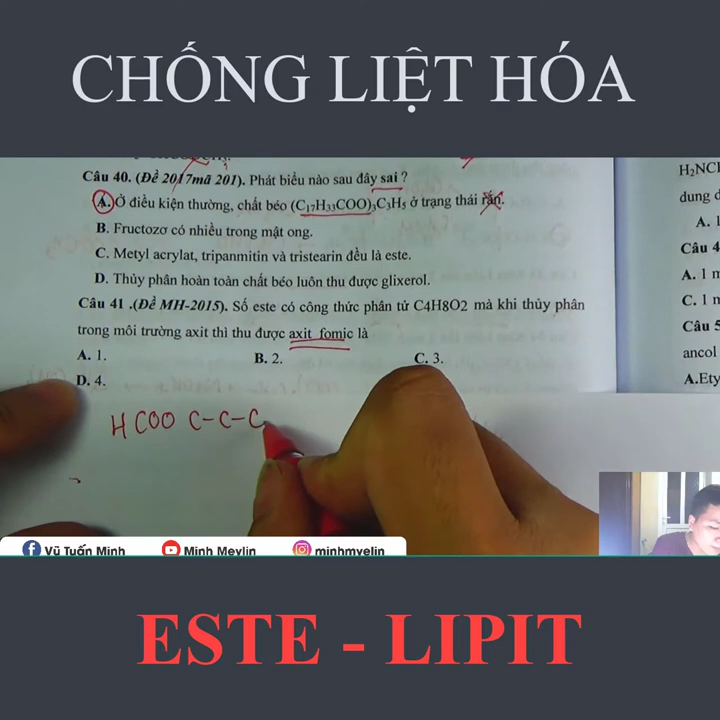 CHỐNG LIỆT HÓA
Câu 40. (Đề 2017mã 201). Phát biểu nào sau đây sai ?
A. Ở điều kiện thường, chất béo (C₁₇H₃₃COO)₃C₃H₅ ở trạng thái rắn.
B. Fructozơ có nhiều trong mật ong.
C. Metyl acrylat, tripanmitin và tristearin đều là este.
D. Thủy phân hoàn toàn chất béo luôn thu được glixerol.
Câu 41 .(Đề MH-2015). Số este có công thức phân tử C4H8O2 mà khi thủy phân
trong môi trường axit thì thu được axit fomic là
A. 1. B. 2. C. 3.
D. 4.
HCOO C-C-C
H₂NCl
dung
A. 1
Câu 4
A. 1 m
C. 1 m
Câu 5
ancol
A.Ety
Vũ Tuấn Minh Minh Meylin minhmyelin
ESTE - LIPIT